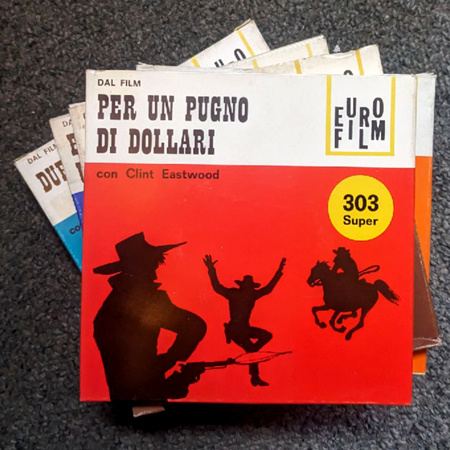 DAL FILM
PER UN PUGNO
DI DOLLARI
con Clint Eastwood
EURO
FILM
303
Super
DAL FILM